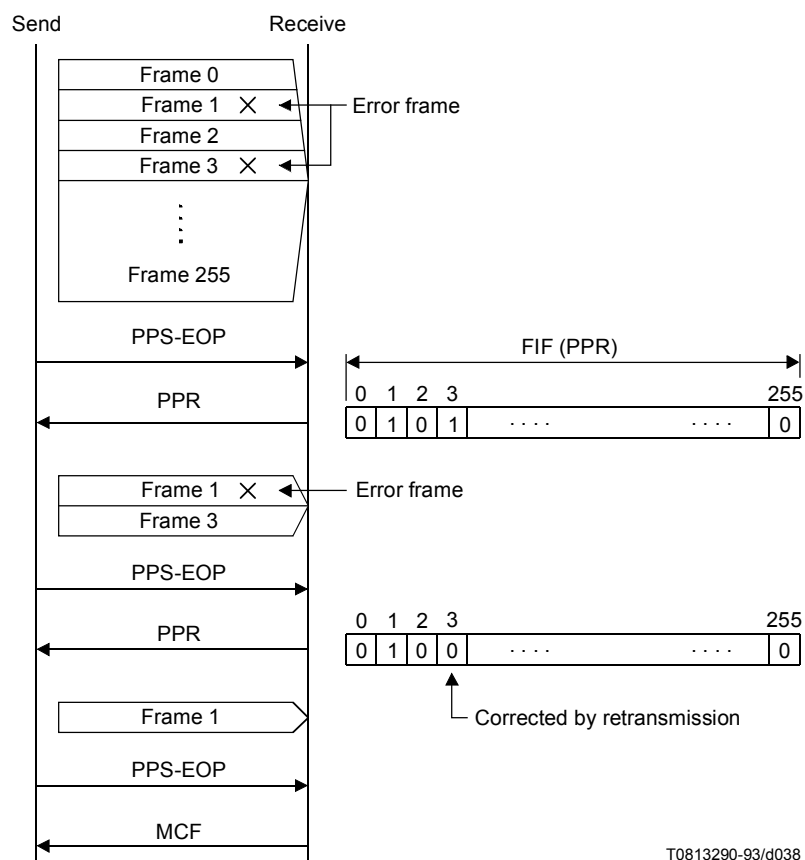 Send Receive
Frame 0
Frame 1 ×
Error frame
Frame 2
Frame 3 ×
Frame 255
PPS-EOP
FIF (PPR)
PPR
0 1 2 3 255
0 1 0 1 . . . . . . . . 0
Frame 1 ×
Error frame
Frame 3
PPS-EOP
PPR
0 1 2 3 255
0 1 0 0 . . . . . . . . 0
Frame 1
Corrected by retransmission
PPS-EOP
MCF
T0813290-93/d038